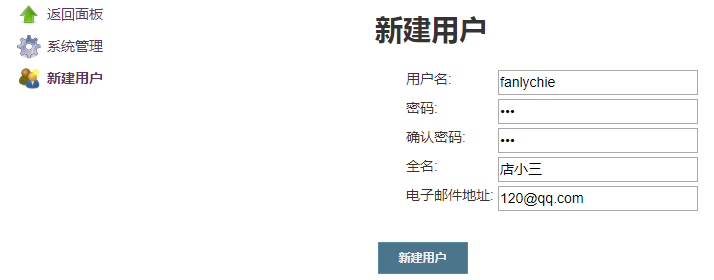 返回面板
系统管理
新建用户
新建用户
用户名: fanlychie
密码: •••
确认密码: •••
全名: 店小三
电子邮件地址: 120@qq.com
新建用户